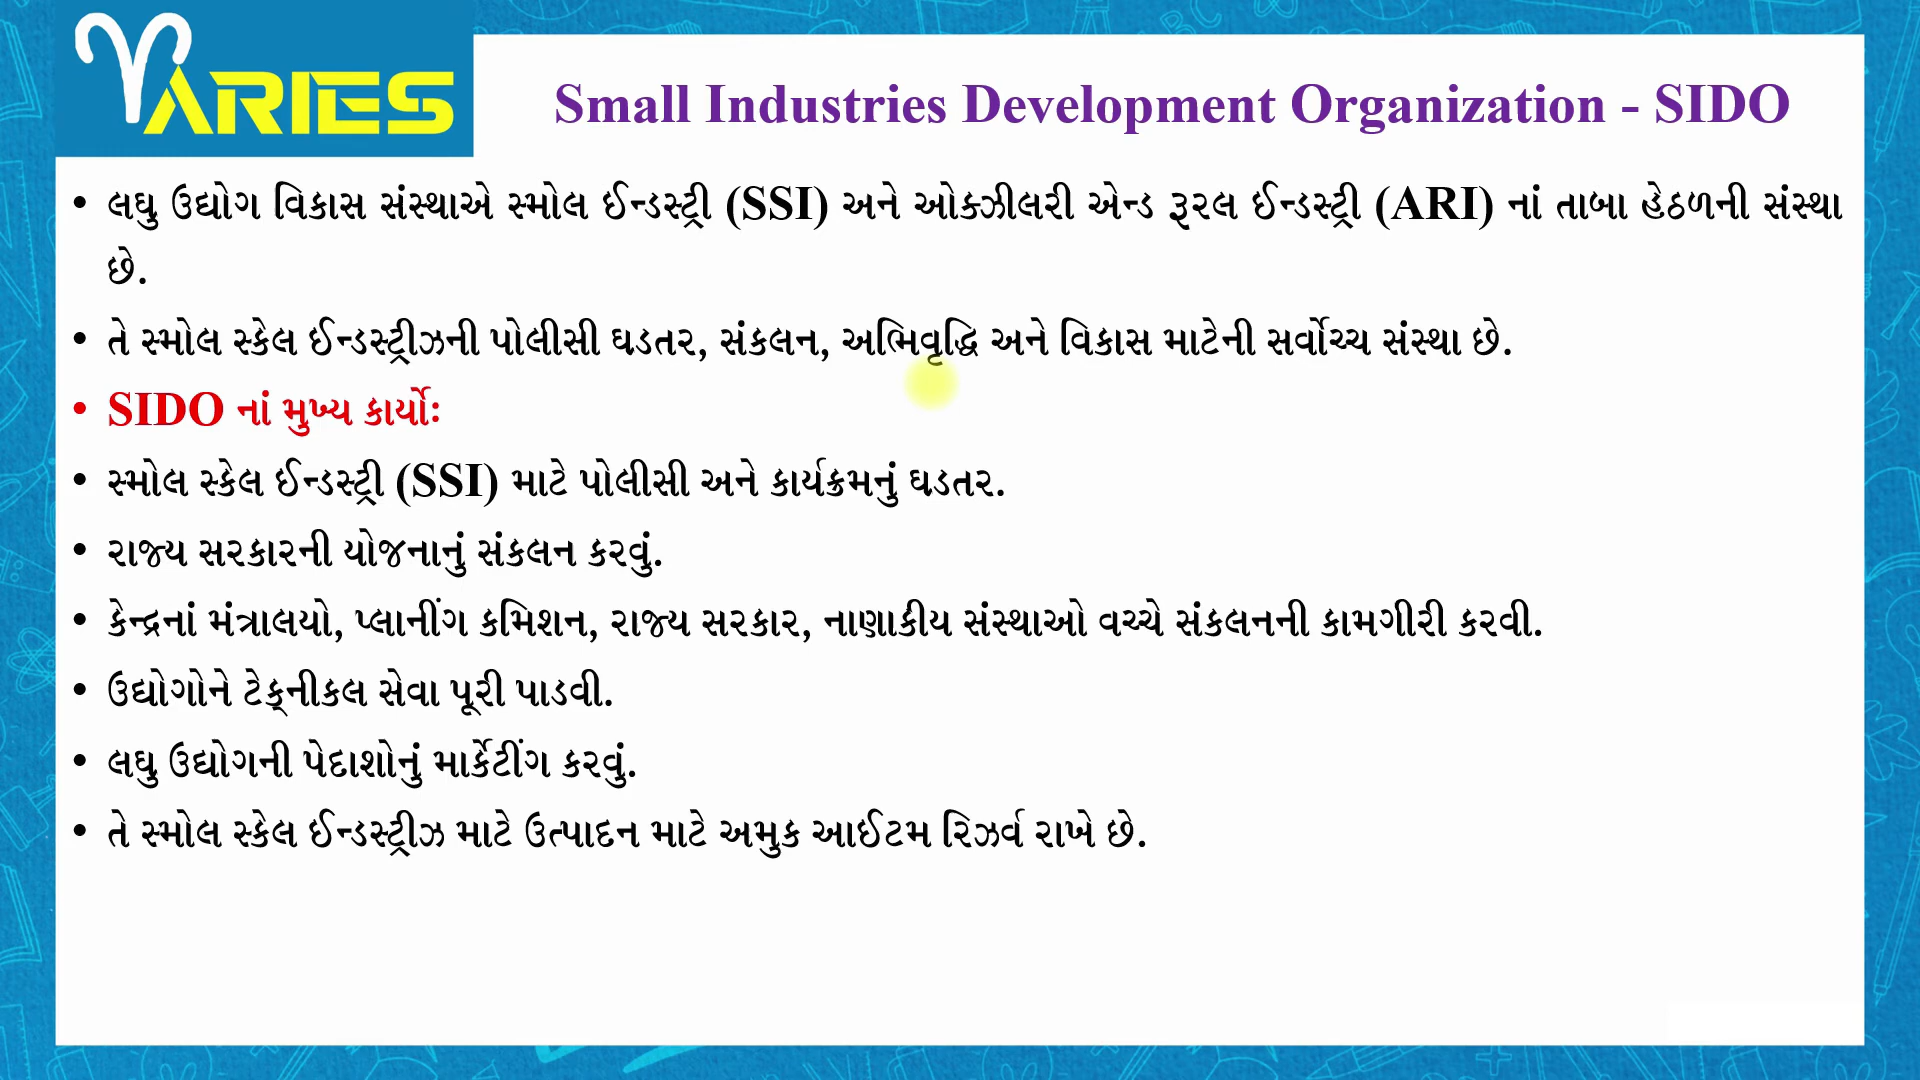 ARIES
Small Industries Development Organization - SIDO
• લઘુ ઉદ્યોગ વિકાસ સંસ્થાએ સ્મોલ ઈન્ડસ્ટ્રી (SSI) અને ઓક્ઝીલરી એન્ડ રૂરલ ઈન્ડસ્ટ્રી (ARI) નાં તાબા હેઠળની સંસ્થા
છે.
• તે સ્મોલ સ્કેલ ઈન્ડસ્ટ્રીઝની પોલીસી ઘડતર, સંકલન, અભિવૃદ્ધિ અને વિકાસ માટેની સર્વોચ્ચ સંસ્થા છે.
• SIDO નાં મુખ્ય કાર્યોઃ
• સ્મોલ સ્કેલ ઈન્ડસ્ટ્રી (SSI) માટે પોલીસી અને કાર્યક્રમનું ઘડતર.
• રાજ્ય સરકારની યોજનાનું સંકલન કરવું.
• કેન્દ્રનાં મંત્રાલયો, પ્લાનીંગ કમિશન, રાજ્ય સરકાર, નાણાકીય સંસ્થાઓ વચ્ચે સંકલનની કામગીરી કરવી.
• ઉદ્યોગોને ટેક્‌નીકલ સેવા પૂરી પાડવી.
• લઘુ ઉદ્યોગની પેદાશોનું માર્કેટીંગ કરવું.
• તે સ્મોલ સ્કેલ ઈન્ડસ્ટ્રીઝ માટે ઉત્પાદન માટે અમુક આઈટમ રિઝર્વ રાખે છે.